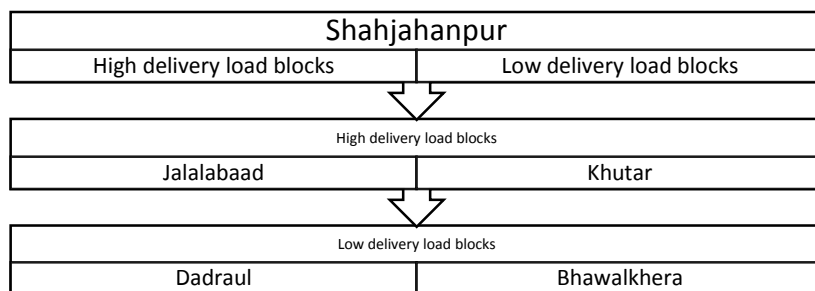 Shahjahanpur
High delivery load blocks Low delivery load blocks
High delivery load blocks
Jalalabaad Khutar
Low delivery load blocks
Dadraul Bhawalkhera